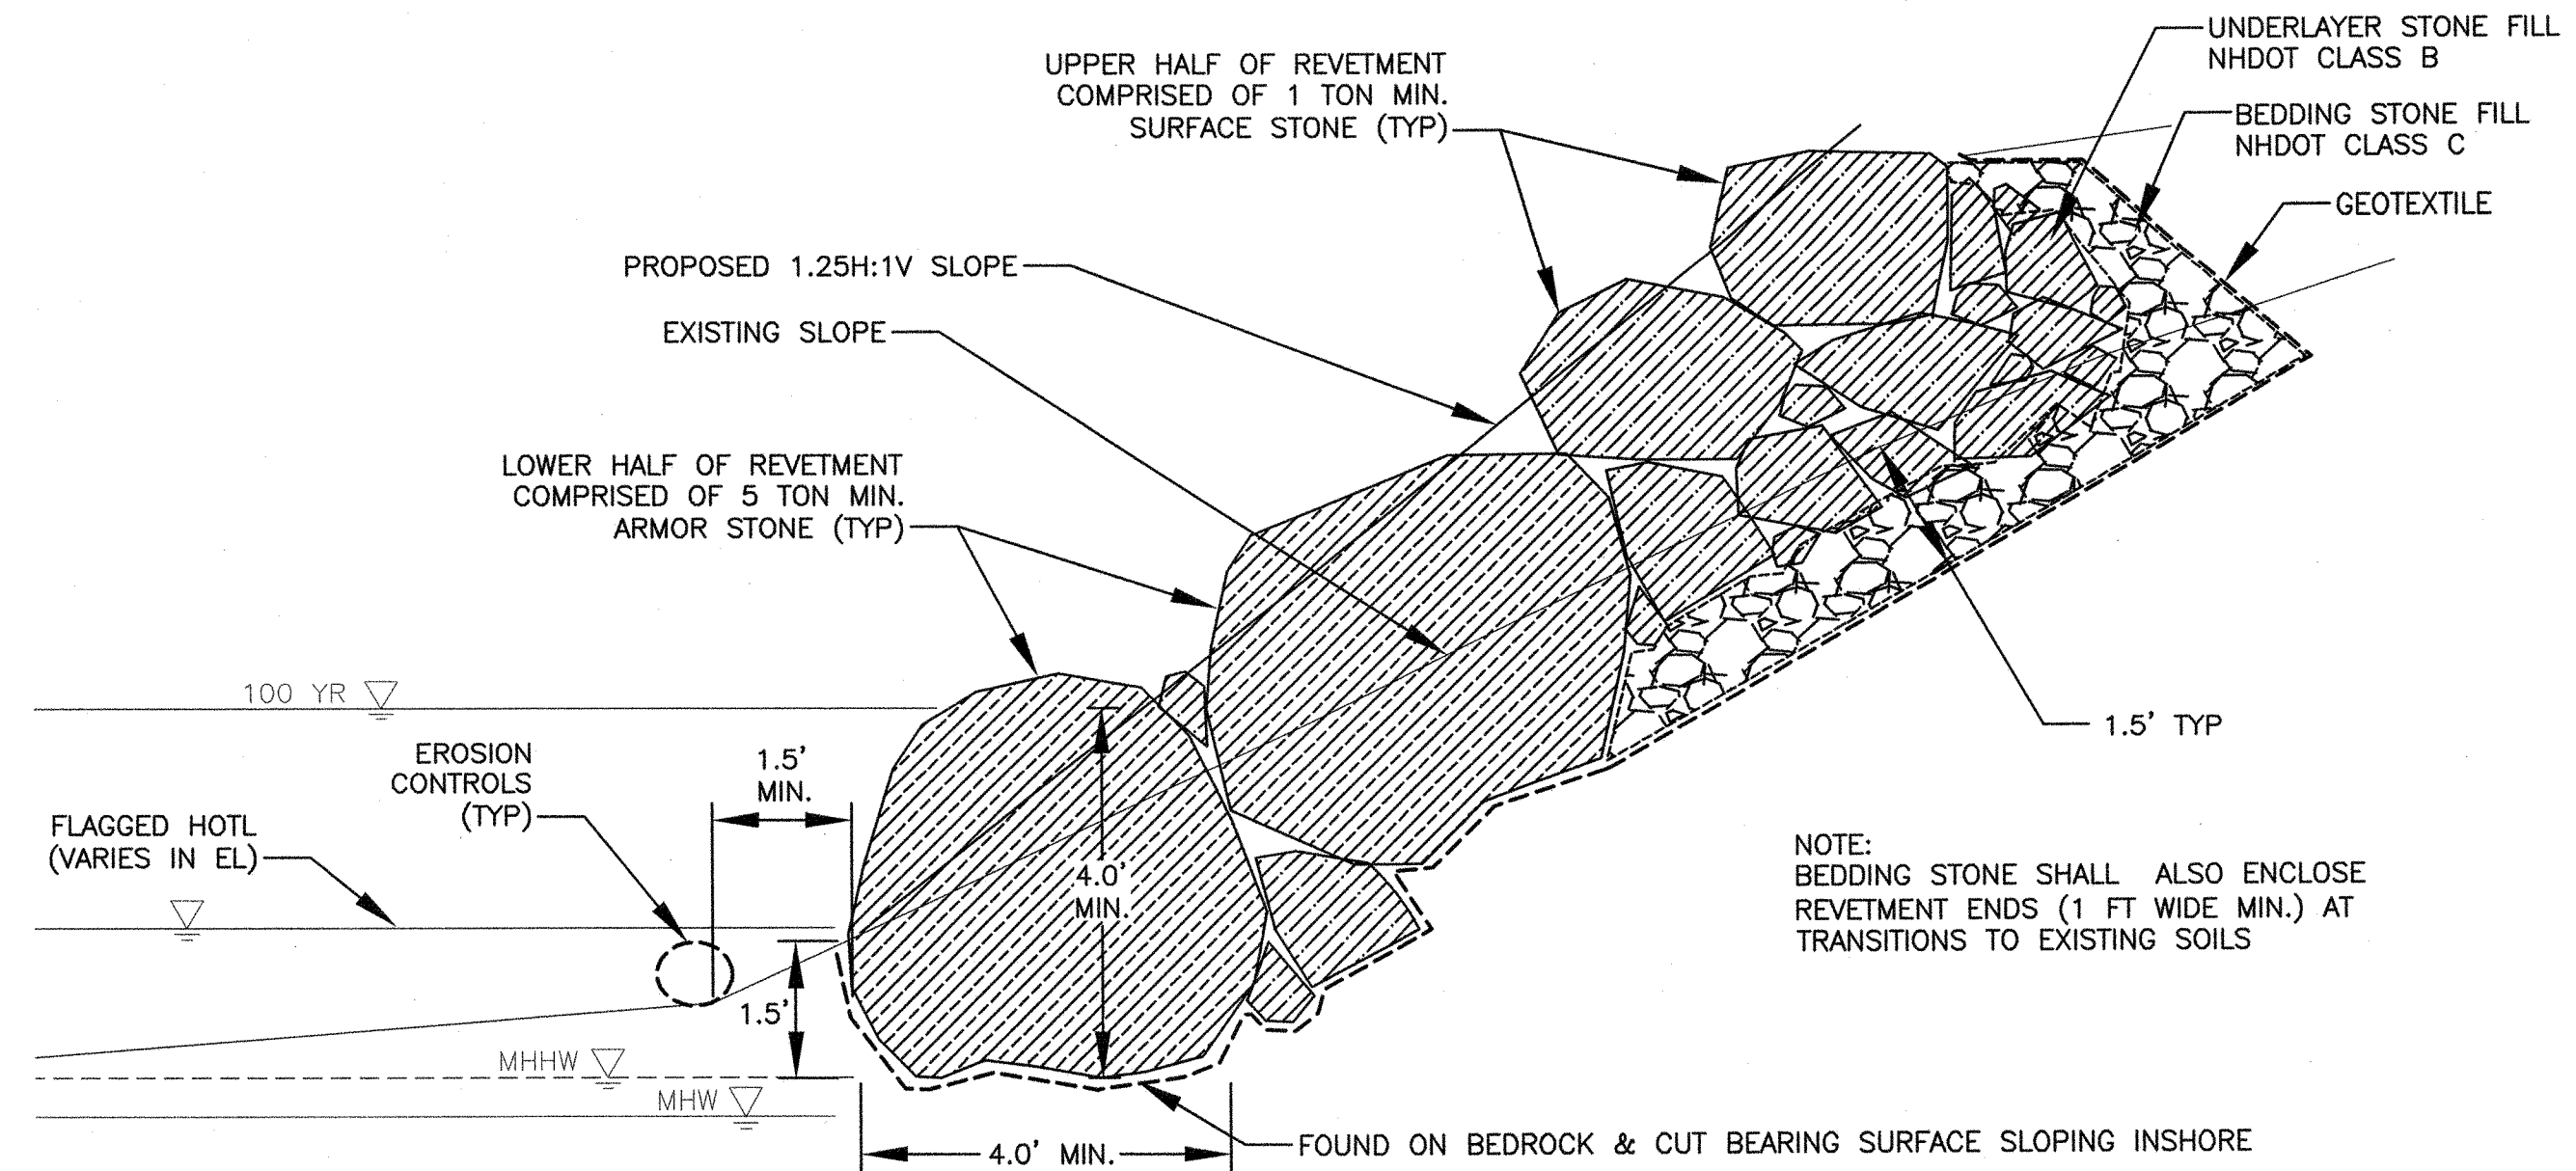 UNDERLAYER STONE FILL
NHDOT CLASS B
UPPER HALF OF REVETMENT
COMPRISED OF 1 TON MIN.
SURFACE STONE (TYP)
BEDDING STONE FILL
NHDOT CLASS C
GEOTEXTILE
PROPOSED 1.25H:1V SLOPE
EXISTING SLOPE
LOWER HALF OF REVETMENT
COMPRISED OF 5 TON MIN.
ARMOR STONE (TYP)
100 YR
1.5' TYP
EROSION
CONTROLS
(TYP)
1.5'
MIN.
FLAGGED HOTL
(VARIES IN EL)
4.0'
MIN.
NOTE:
BEDDING STONE SHALL ALSO ENCLOSE
REVETMENT ENDS (1 FT WIDE MIN.) AT
TRANSITIONS TO EXISTING SOILS
1.5'
MHHW
MHW
4.0' MIN.
FOUND ON BEDROCK & CUT BEARING SURFACE SLOPING INSHORE